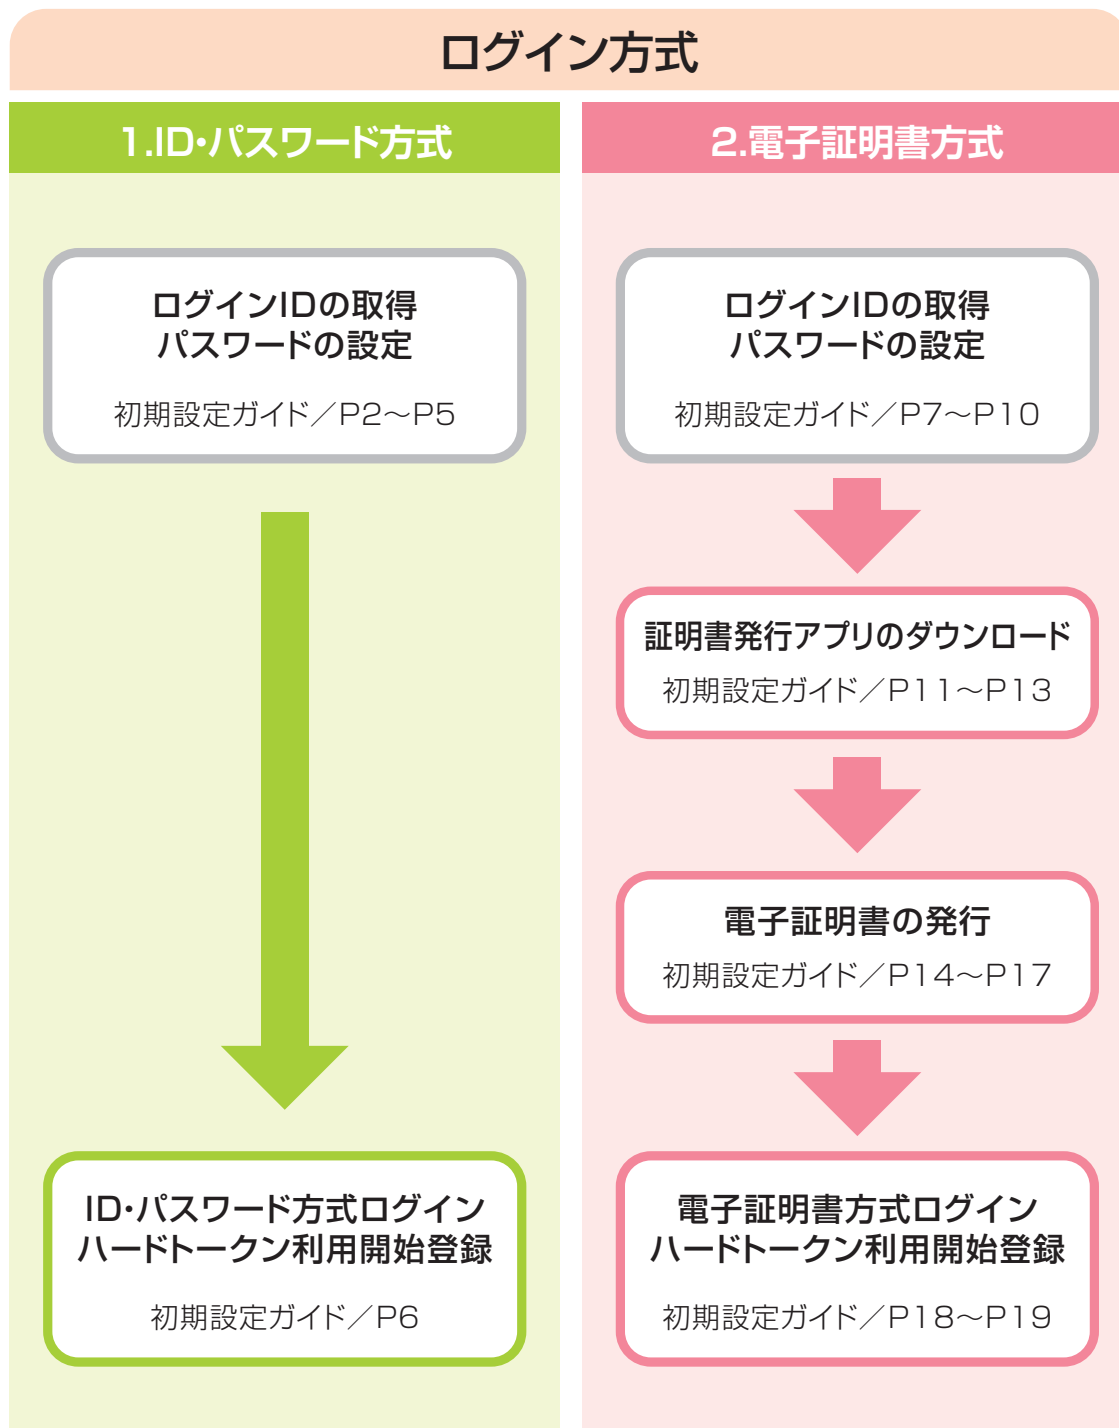 ログイン方式
1.ID・パスワード方式
ログインIDの取得
パスワードの設定
初期設定ガイド／P2～P5
ID・パスワード方式ログイン
ハードトークン利用開始登録
初期設定ガイド／P6
2.電子証明書方式
ログインIDの取得
パスワードの設定
初期設定ガイド／P7～P10
証明書発行アプリのダウンロード
初期設定ガイド／P11～P13
電子証明書の発行
初期設定ガイド／P14～P17
電子証明書方式ログイン
ハードトークン利用開始登録
初期設定ガイド／P18～P19